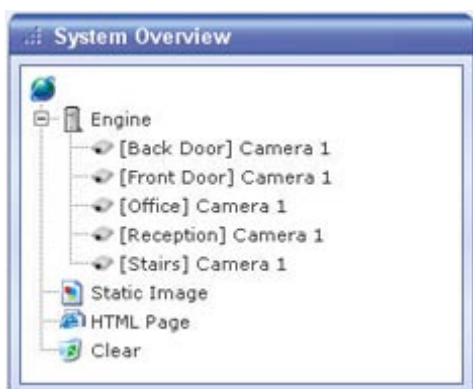 System Overview
Engine
[Back Door] Camera 1
[Front Door] Camera 1
[Office] Camera 1
[Reception] Camera 1
[Stairs] Camera 1
Static Image
HTML Page
Clear